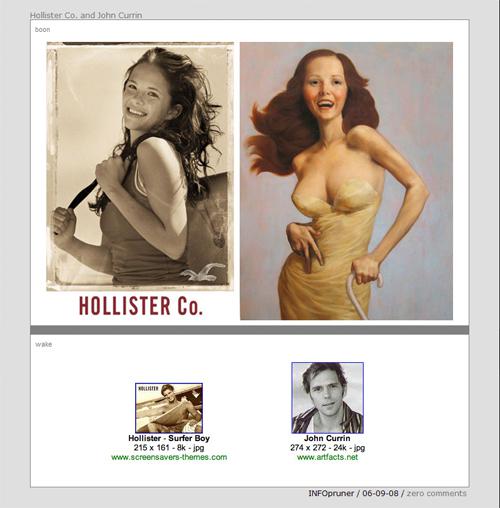 Hollister Co. and John Currin
boon
HOLLISTER Co.
wake
HOLLISTER
Hollister - Surfer Boy
215 x 161 - 8k - jpg
www.screensavers-themes.com
John Currin
274 x 272 - 24k - jpg
www.artfacts.net
INFOpruner / 06-09-08 / zero comments